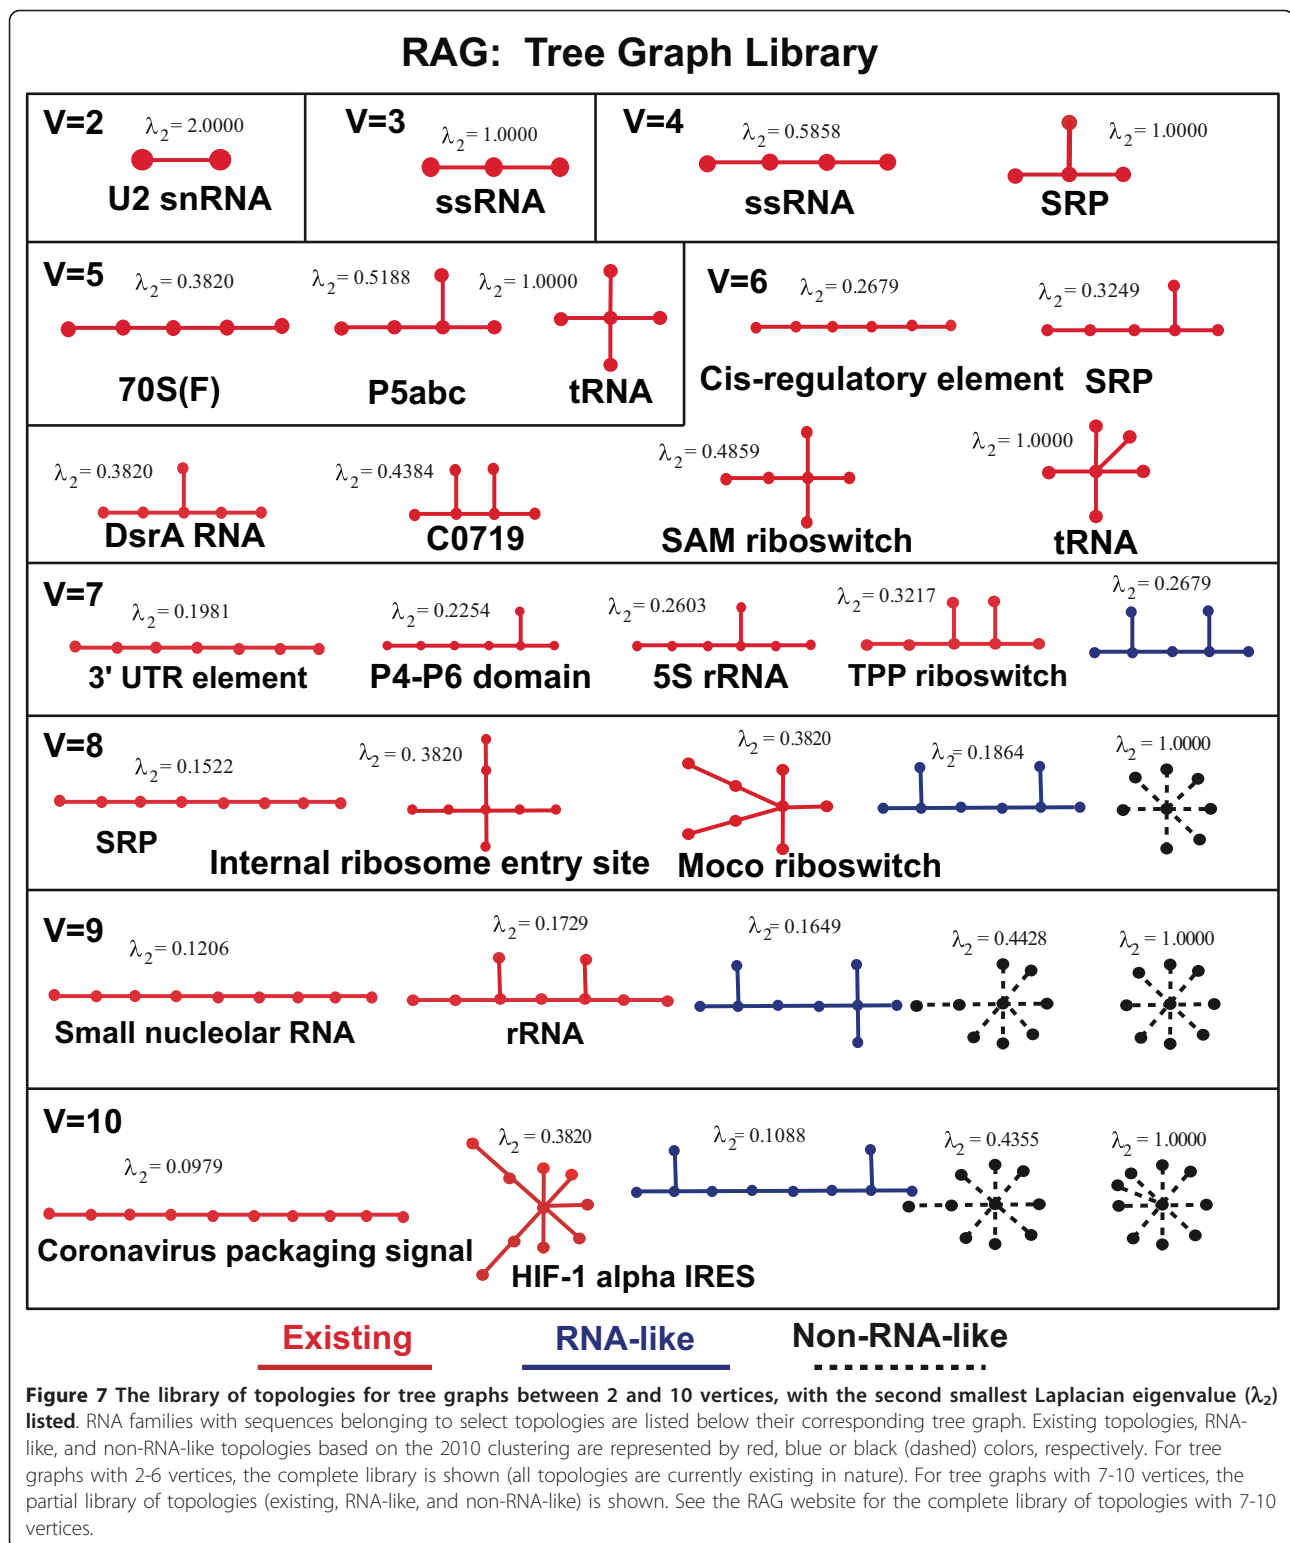 RAG: Tree Graph Library
V=2
λ2 = 2.0000
U2 snRNA
V=3
λ2 = 1.0000
ssRNA
V=4
λ2 = 0.5858
ssRNA
λ2 = 1.0000
SRP
V=5
λ2 = 0.3820
70S(F)
λ2 = 0.5188
P5abc
λ2 = 1.0000
tRNA
V=6
λ2 = 0.2679
Cis-regulatory element
λ2 = 0.3249
SRP
λ2 = 0.3820
DsrA RNA
λ2 = 0.4384
C0719
λ2 = 0.4859
SAM riboswitch
λ2 = 1.0000
tRNA
V=7
λ2 = 0.1981
3' UTR element
λ2 = 0.2254
P4-P6 domain
λ2 = 0.2603
5S rRNA
λ2 = 0.3217
TPP riboswitch
λ2 = 0.2679
V=8
λ2 = 0.1522
SRP
λ2 = 0. 3820
Internal ribosome entry site
λ2 = 0.3820
Moco riboswitch
λ2 = 0.1864
λ2 = 1.0000
V=9
λ2 = 0.1206
Small nucleolar RNA
λ2 = 0.1729
rRNA
λ2 = 0.1649
λ2 = 0.4428
λ2 = 1.0000
V=10
λ2 = 0.0979
Coronavirus packaging signal
λ2 = 0.3820
HIF-1 alpha IRES
λ2 = 0.1088
λ2 = 0.4355
λ2 = 1.0000
Existing
RNA-like
Non-RNA-like
Figure 7 The library of topologies for tree graphs between 2 and 10 vertices, with the second smallest Laplacian eigenvalue (λ2)
listed. RNA families with sequences belonging to select topologies are listed below their corresponding tree graph. Existing topologies, RNA-
like, and non-RNA-like topologies based on the 2010 clustering are represented by red, blue or black (dashed) colors, respectively. For tree
graphs with 2-6 vertices, the complete library is shown (all topologies are currently existing in nature). For tree graphs with 7-10 vertices, the
partial library of topologies (existing, RNA-like, and non-RNA-like) is shown. See the RAG website for the complete library of topologies with 7-10
vertices.